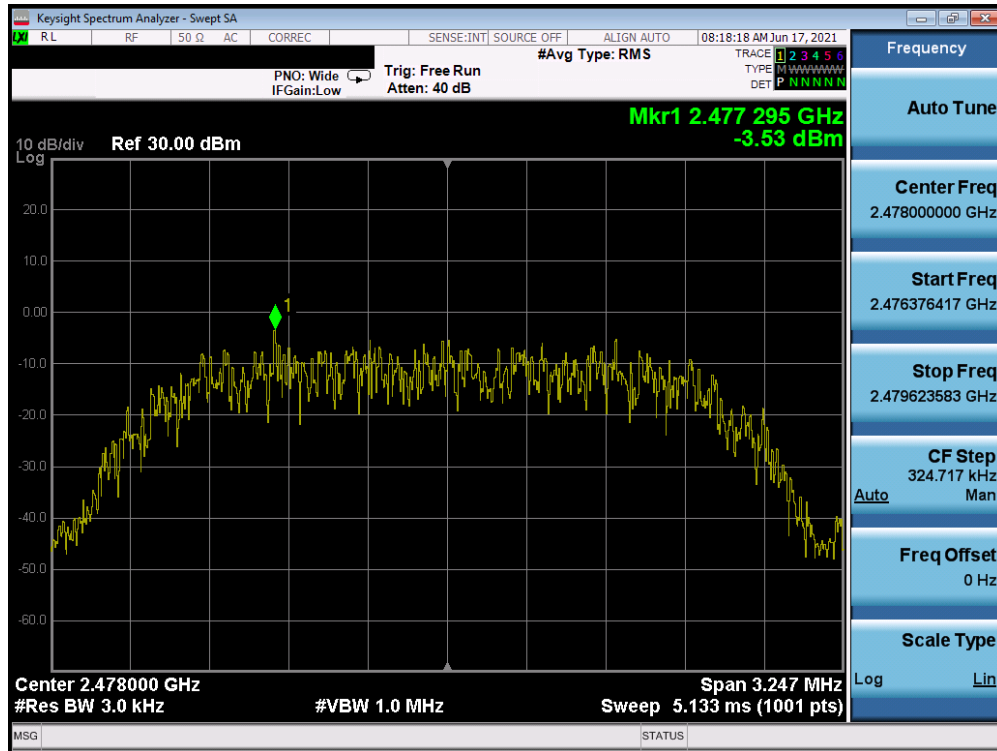 Keysight Spectrum Analyzer - Swept SA
LXI RL RF 50 Ω AC CORREC SENSE:INT SOURCE OFF ALIGN AUTO 08:18:18 AM Jun 17, 2021
#Avg Type: RMS
TRACE 1 2 3 4 5 6
PNO: Wide Trig: Free Run TYPE M WWWWW
IFGain:Low Atten: 40 dB DET P N N N N N
Mkr1 2.477 295 GHz
-3.53 dBm
10 dB/div Ref 30.00 dBm
Log
1
20.0
10.0
0.00
-10.0
-20.0
-30.0
-40.0
-50.0
-60.0
Center 2.478000 GHz Span 3.247 MHz
#Res BW 3.0 kHz #VBW 1.0 MHz Sweep 5.133 ms (1001 pts)
MSG STATUS
Frequency
Auto Tune
Center Freq
2.478000000 GHz
Start Freq
2.476376417 GHz
Stop Freq
2.479623583 GHz
CF Step
324.717 kHz
Auto Man
Freq Offset
0 Hz
Scale Type
Log Lin